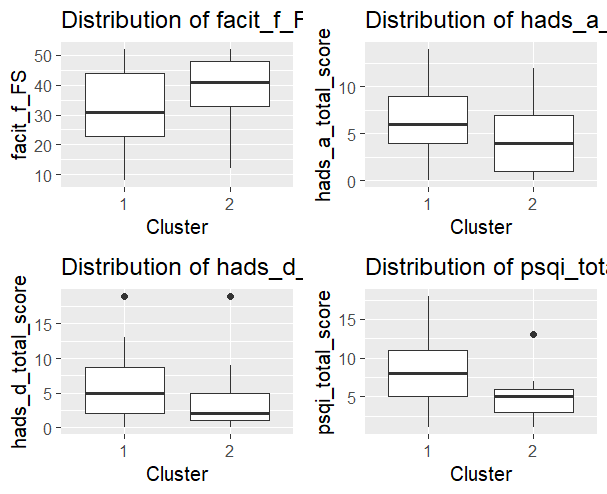 Distribution of facit_f_F
facit_f_FS
50
40
30
20
10
1
2
Cluster
Distribution of hads_a_
hads_a_total_score
10
5
0
1
2
Cluster
Distribution of hads_d_
hads_d_total_score
15
10
5
0
1
2
Cluster
Distribution of psqi_tota
psqi_total_score
15
10
5
1
2
Cluster